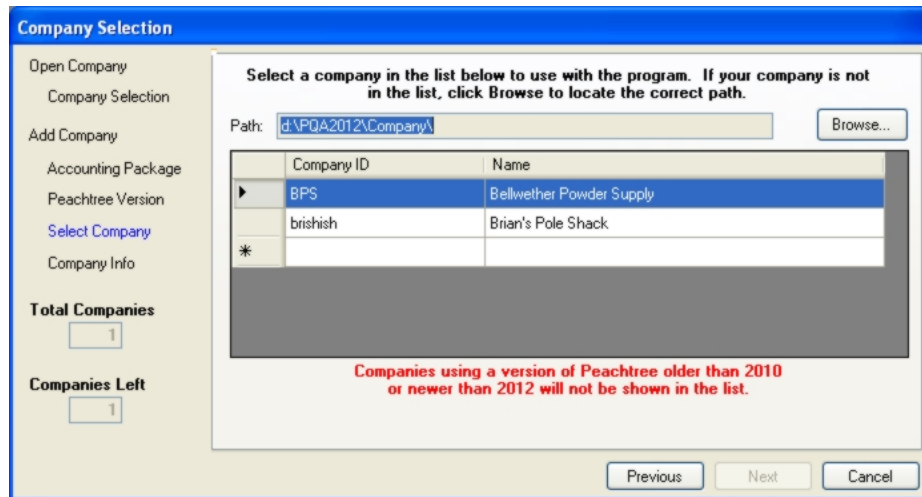 Company Selection
Open Company
Company Selection
Add Company
Accounting Package
Peachtree Version
Select Company
Company Info
Total Companies
1
Companies Left
1
Select a company in the list below to use with the program. If your company is not
in the list, click Browse to locate the correct path.
Path: d:\PQA2012\Company\ Browse...
Company ID Name
BPS Bellwether Powder Supply
brishish Brian's Pole Shack
*
Companies using a version of Peachtree older than 2010
or newer than 2012 will not be shown in the list.
Previous Next Cancel